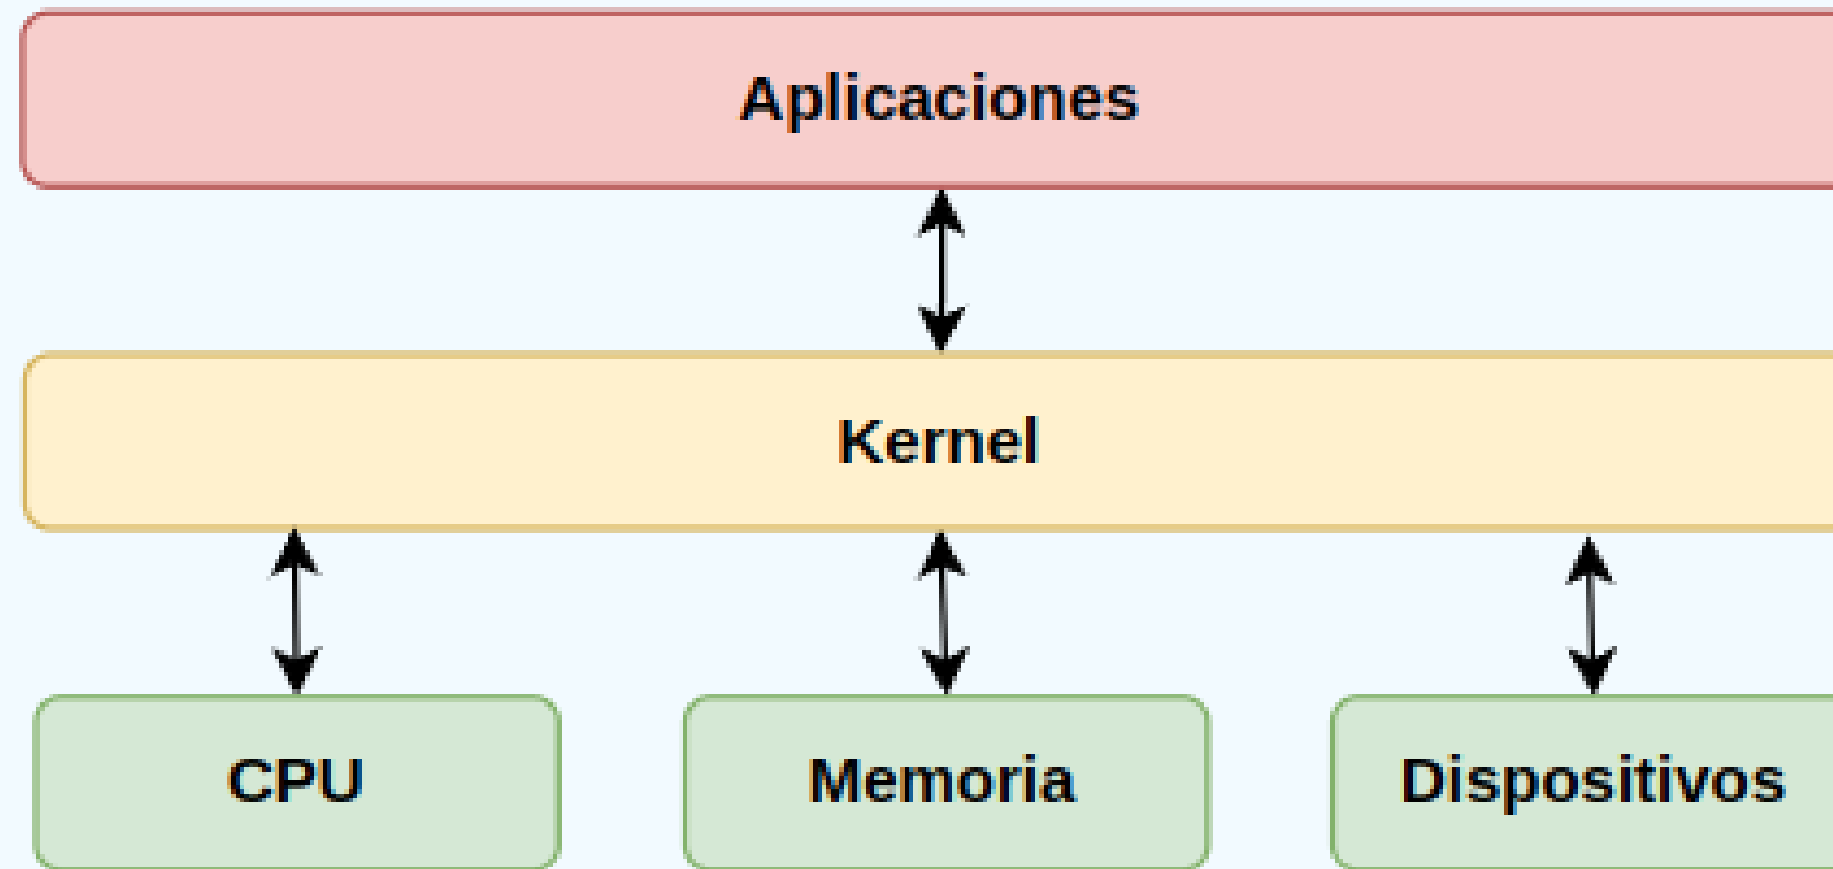 Aplicaciones
Kernel
CPU
Memoria
Dispositivos